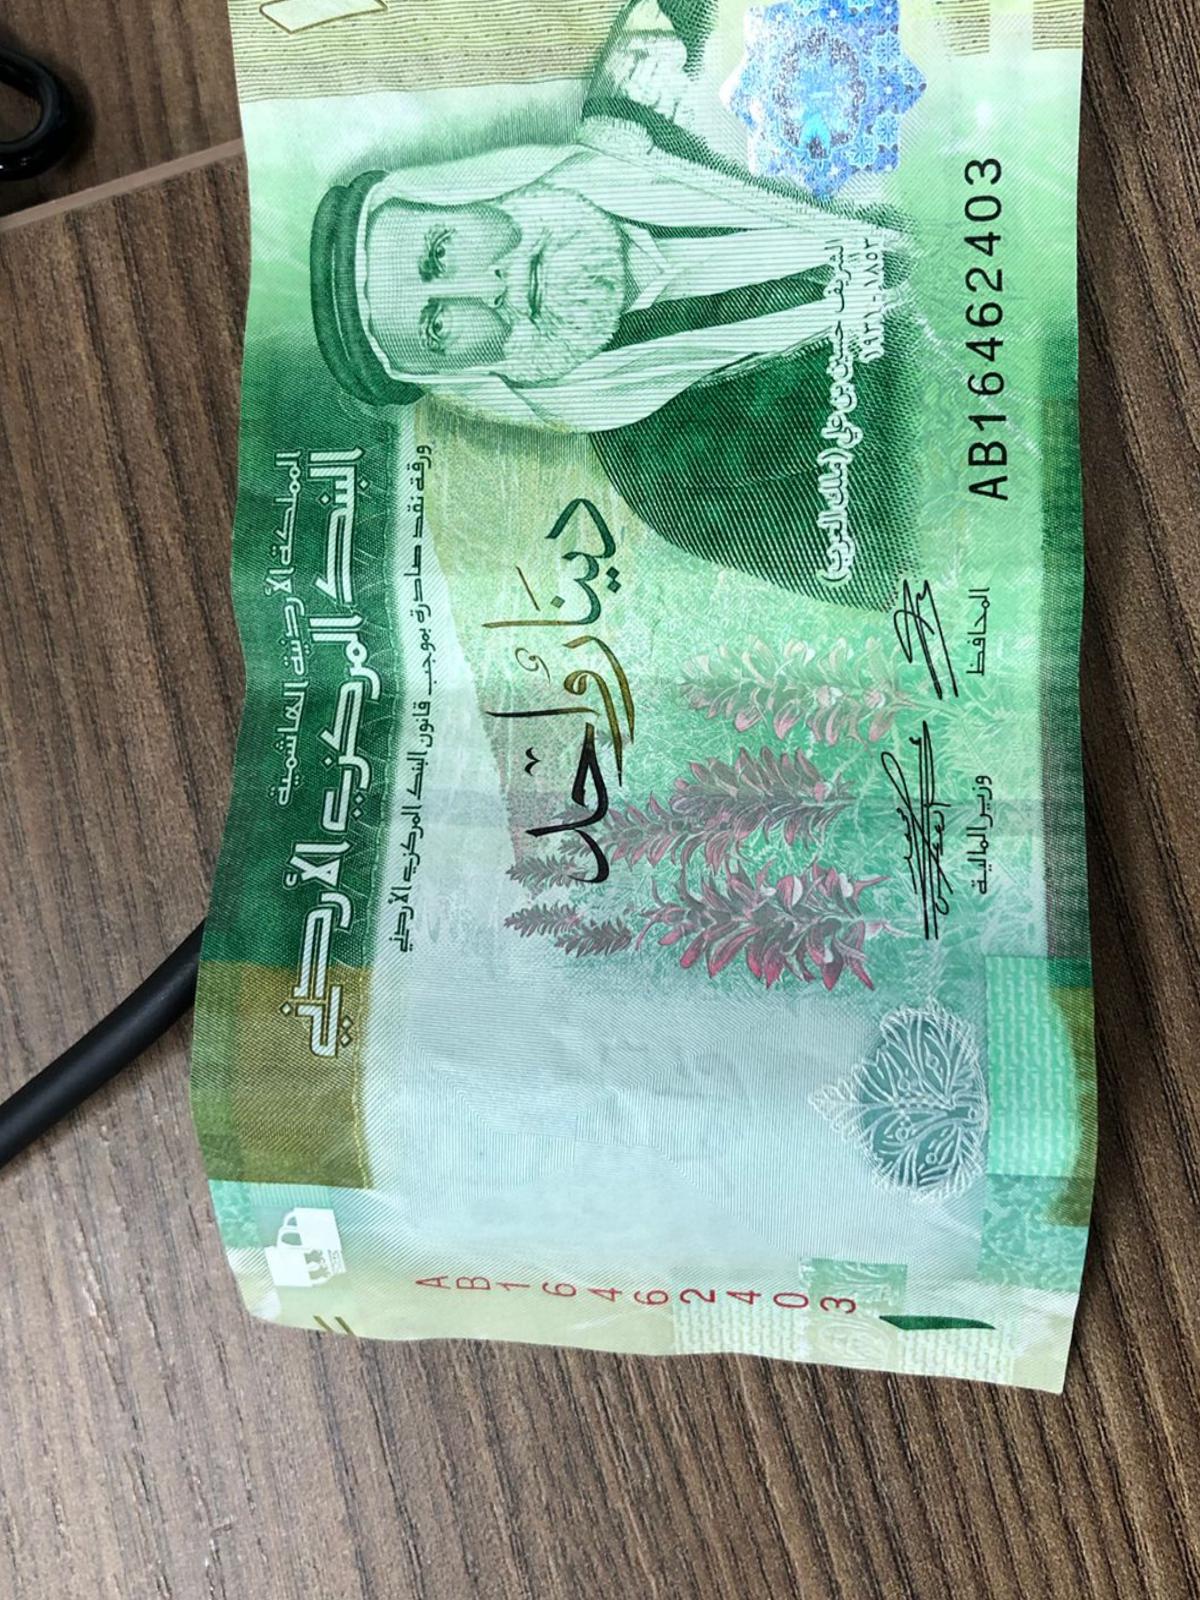 المملكة الأردنية الهاشمية
البنك المركزي الأردني
ورقة نقد صادرة بموجب قانون البنك المركزي الأردني
دينار واحد
الشريف حسين بن علي (ملك العرب)
١٨٥٣-١٩٣١
المحافظ
وزير المالية
AB16462403
AB16462403
١